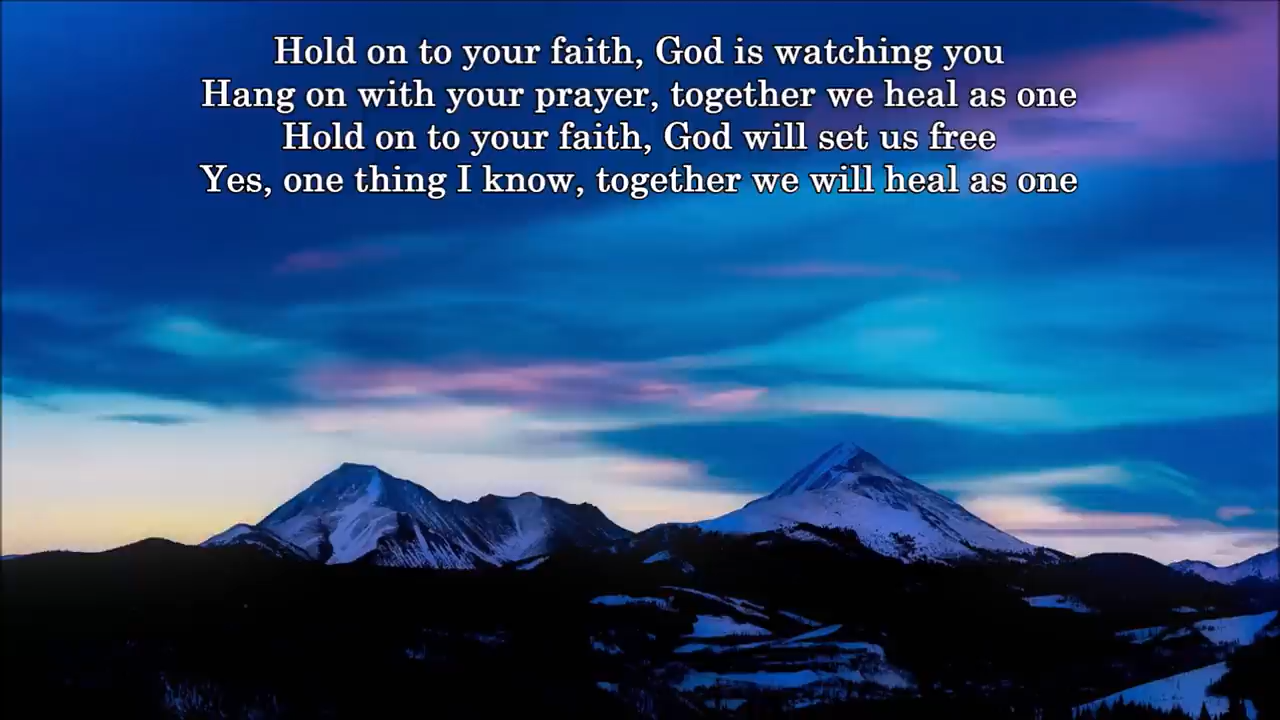 Hold on to your faith, God is watching you
Hang on with your prayer, together we heal as one
Hold on to your faith, God will set us free
Yes, one thing I know, together we will heal as one